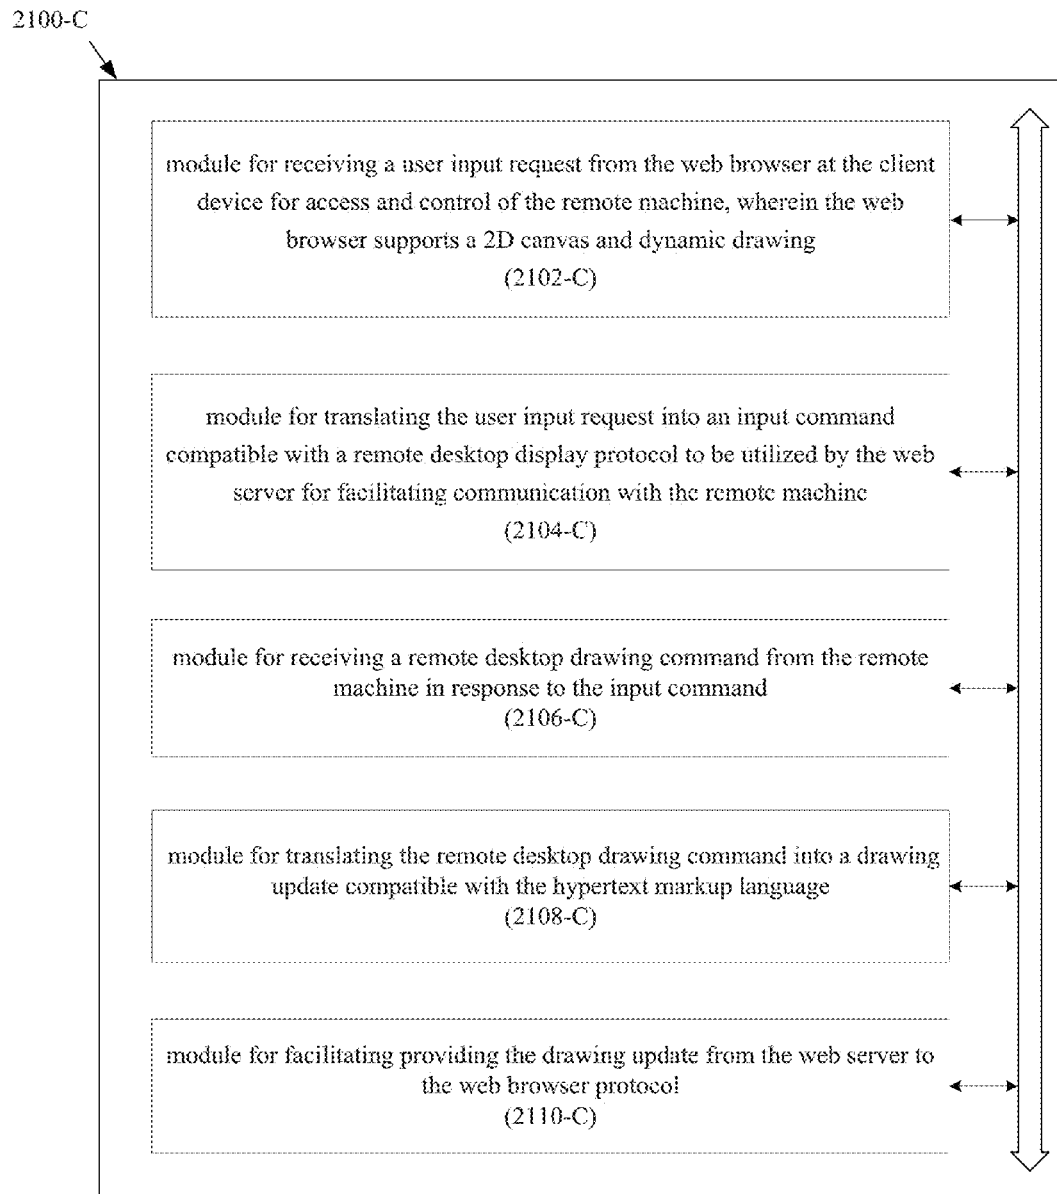 2100-C
module for receiving a user input request from the web browser at the client
device for access and control of the remote machine, wherein the web
browser supports a 2D canvas and dynamic drawing
(2102-C)
module for translating the user input request into an input command
compatible with a remote desktop display protocol to be utilized by the web
server for facilitating communication with the remote machine
(2104-C)
module for receiving a remote desktop drawing command from the remote
machine in response to the input command
(2106-C)
module for translating the remote desktop drawing command into a drawing
update compatible with the hypertext markup language
(2108-C)
module for facilitating providing the drawing update from the web server to
the web browser protocol
(2110-C)